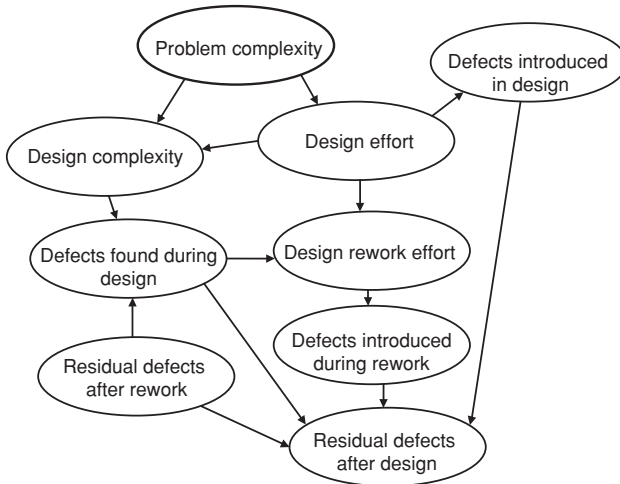 Problem complexity
Defects introduced
in design
Design complexity
Design effort
Defects found during
design
Design rework effort
Defects introduced
during rework
Residual defects
after rework
Residual defects
after design